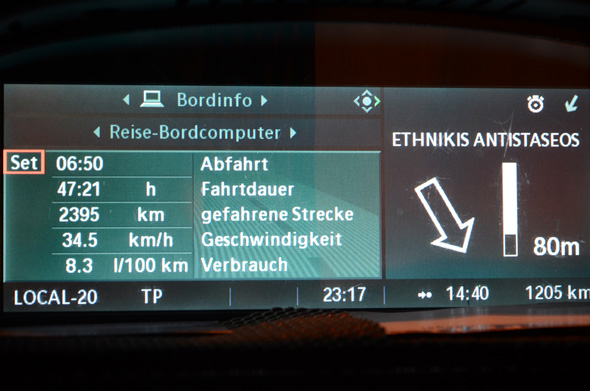 Bordinfo
Reise-Bordcomputer
ETHNIKIS ANTISTASEOS
Set 06:50 Abfahrt
47:21 h Fahrtdauer
2395 km gefahrene Strecke
34.5 km/h Geschwindigkeit
8.3 l/100 km Verbrauch
80m
LOCAL-20 TP 23:17 14:40 1205 km